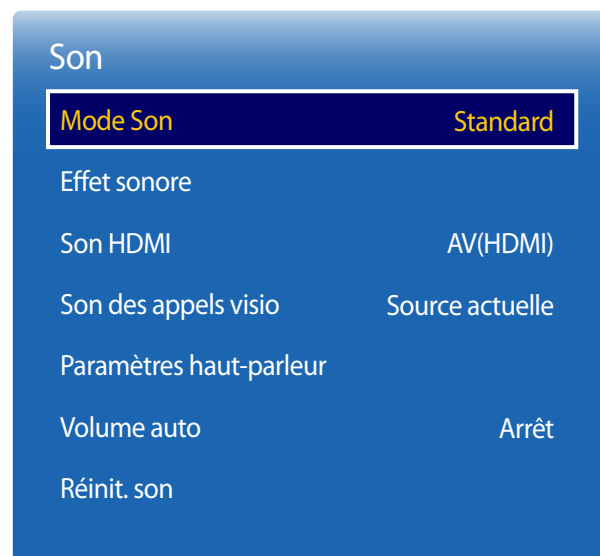 Son
Mode Son Standard
Effet sonore
Son HDMI AV(HDMI)
Son des appels visio Source actuelle
Paramètres haut-parleur
Volume auto Arrêt
Réinit. son